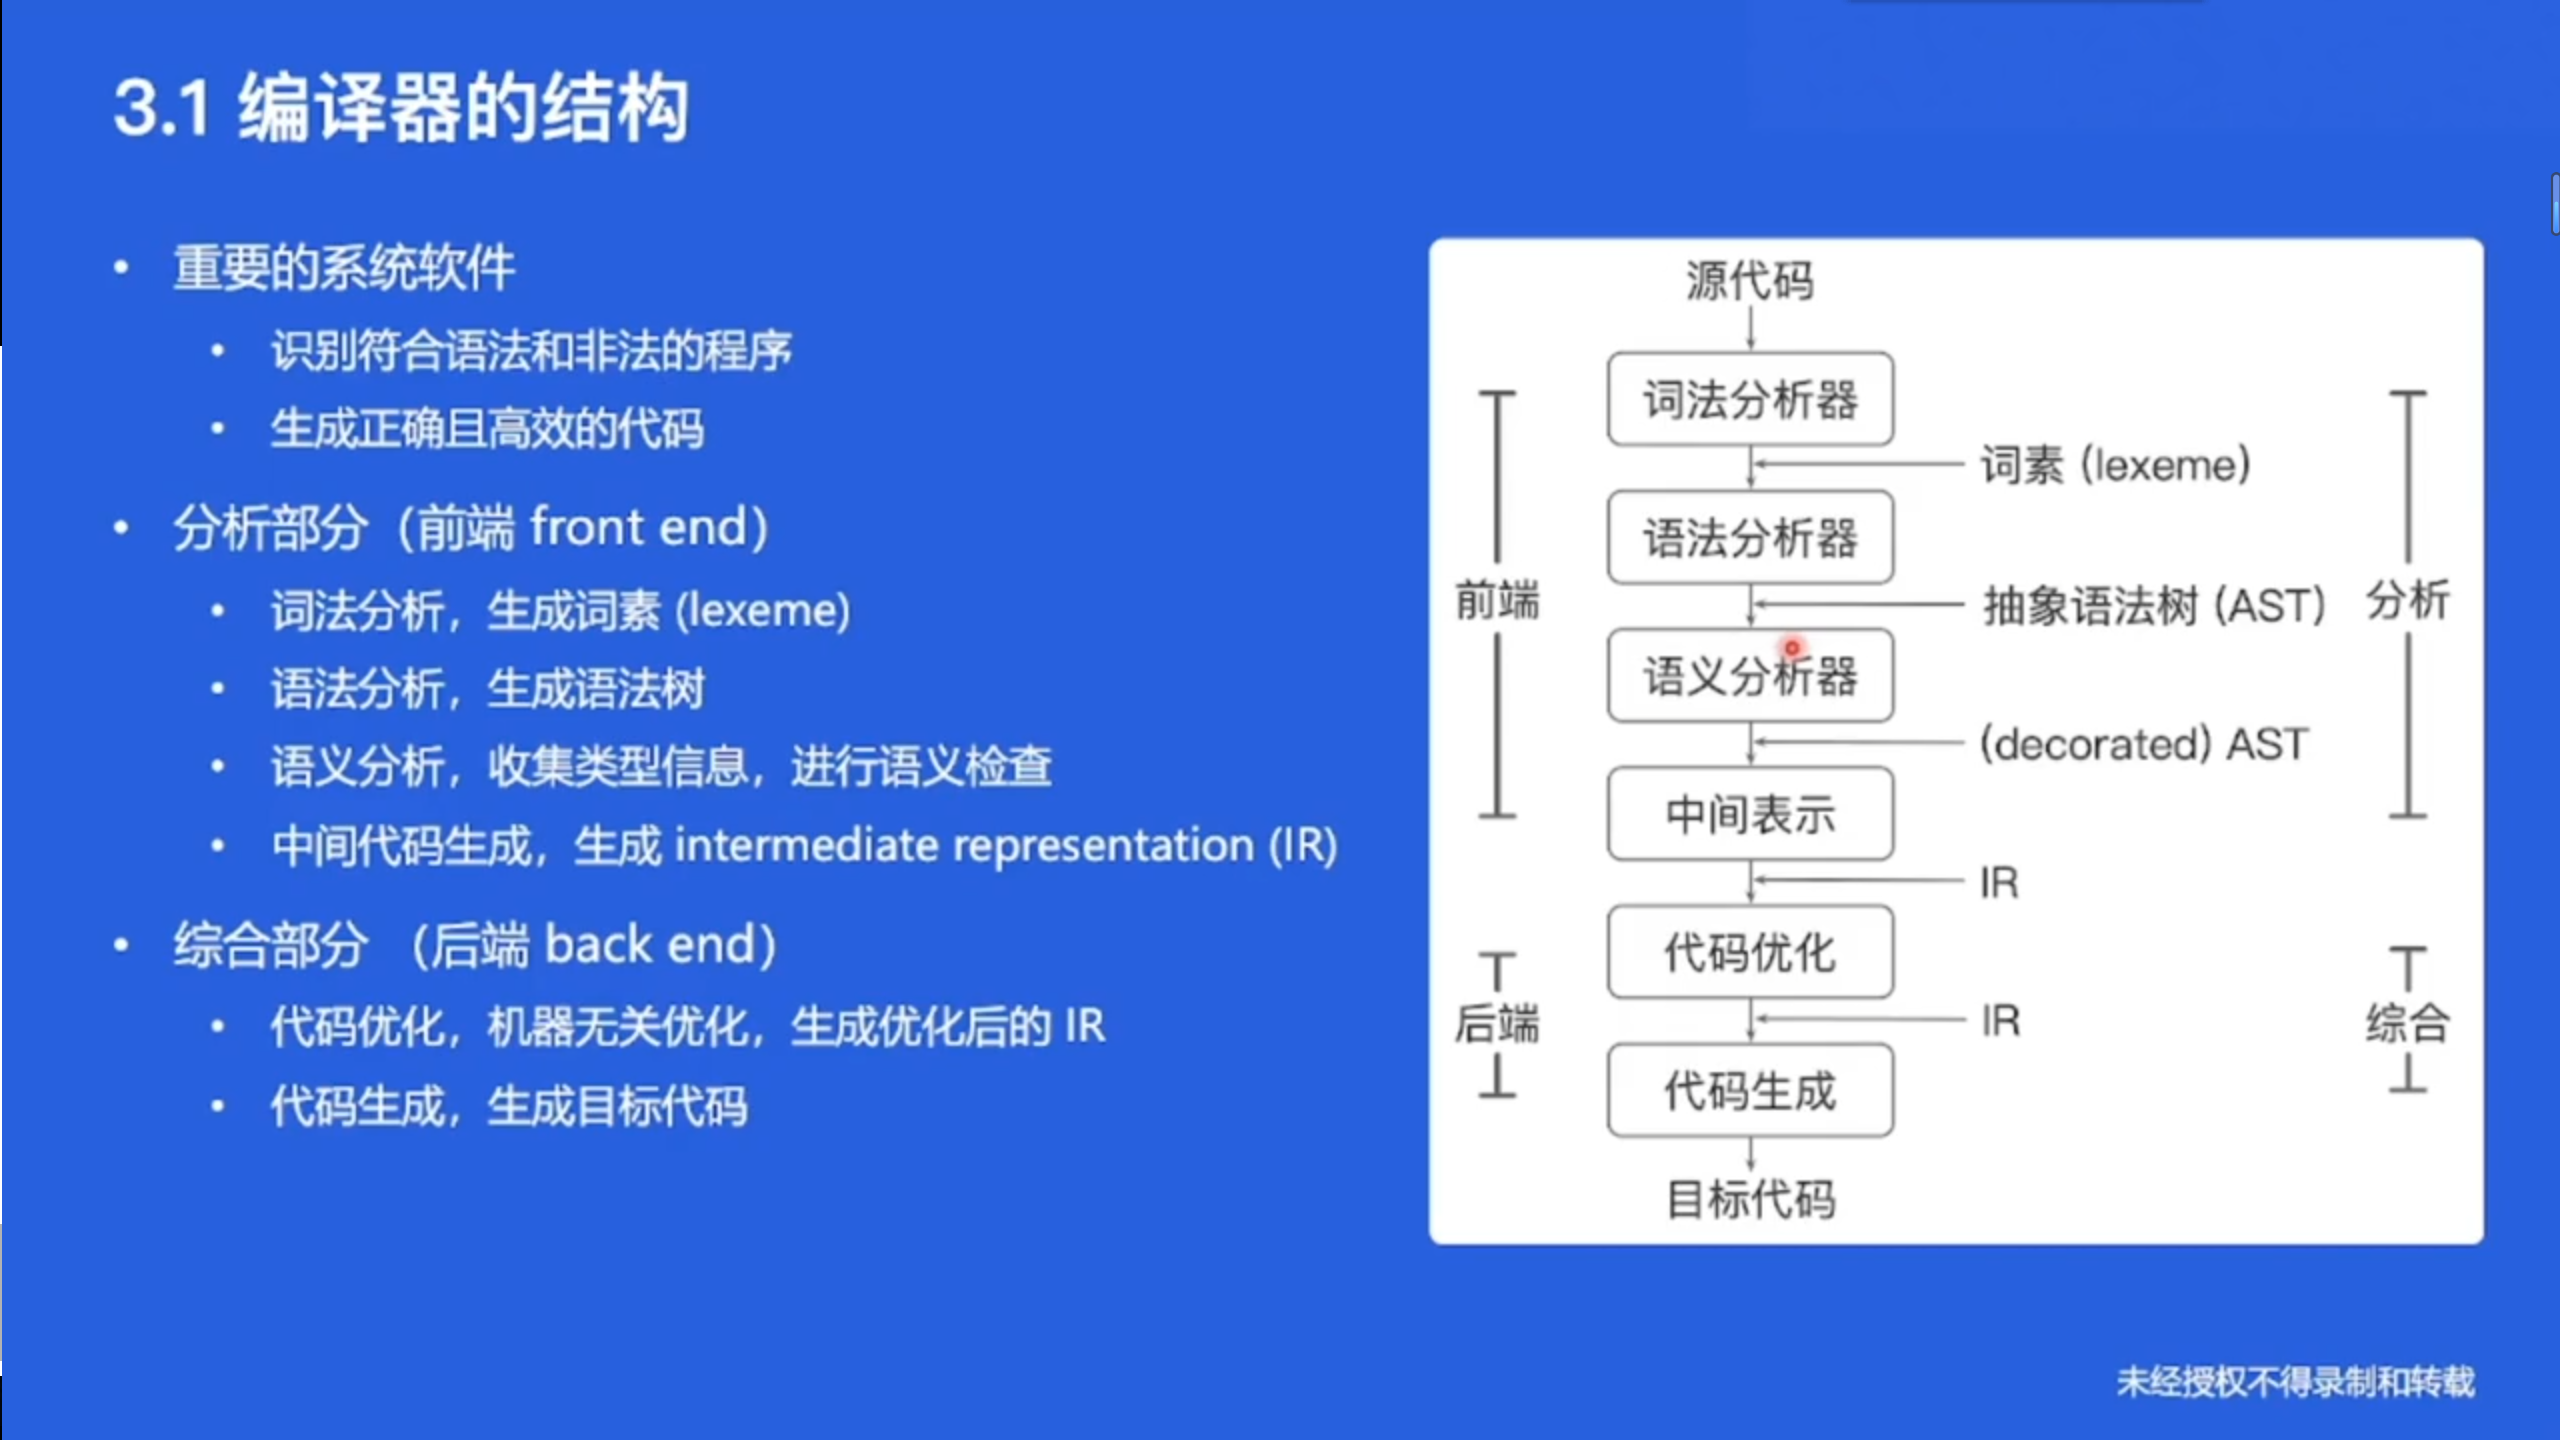 3.1 编译器的结构
• 重要的系统软件
• 识别符合语法和非法的程序
• 生成正确且高效的代码
• 分析部分（前端 front end）
• 词法分析，生成词素 (lexeme)
• 语法分析，生成语法树
• 语义分析，收集类型信息，进行语义检查
• 中间代码生成，生成 intermediate representation (IR)
• 综合部分 （后端 back end）
• 代码优化，机器无关优化，生成优化后的 IR
• 代码生成，生成目标代码
源代码
词法分析器
词素 (lexeme)
语法分析器
前端
抽象语法树 (AST)
分析
语义分析器
(decorated) AST
中间表示
IR
代码优化
后端
IR
综合
代码生成
目标代码
未经授权不得录制和转载